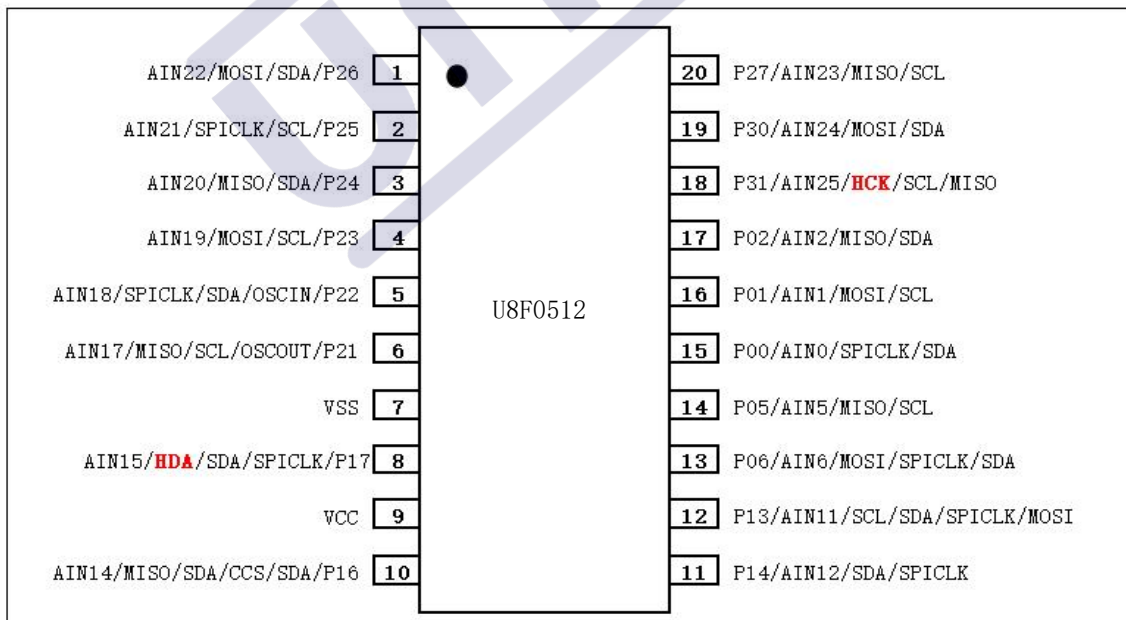 AIN22/MOSI/SDA/P26 1
20 P27/AIN23/MISO/SCL
AIN21/SPICLK/SCL/P25 2
19 P30/AIN24/MOSI/SDA
AIN20/MISO/SDA/P24 3
18 P31/AIN25/HCK/SCL/MISO
AIN19/MOSI/SCL/P23 4
17 P02/AIN2/MISO/SDA
AIN18/SPICLK/SDA/OSCIN/P22 5
16 P01/AIN1/MOSI/SCL
U8F0512
AIN17/MISO/SCL/OSCOUT/P21 6
15 P00/AIN0/SPICLK/SDA
VSS 7
14 P05/AIN5/MISO/SCL
AIN15/HDA/SDA/SPICLK/P17 8
13 P06/AIN6/MOSI/SPICLK/SDA
VCC 9
12 P13/AIN11/SCL/SDA/SPICLK/MOSI
AIN14/MISO/SDA/CCS/SDA/P16 10
11 P14/AIN12/SDA/SPICLK